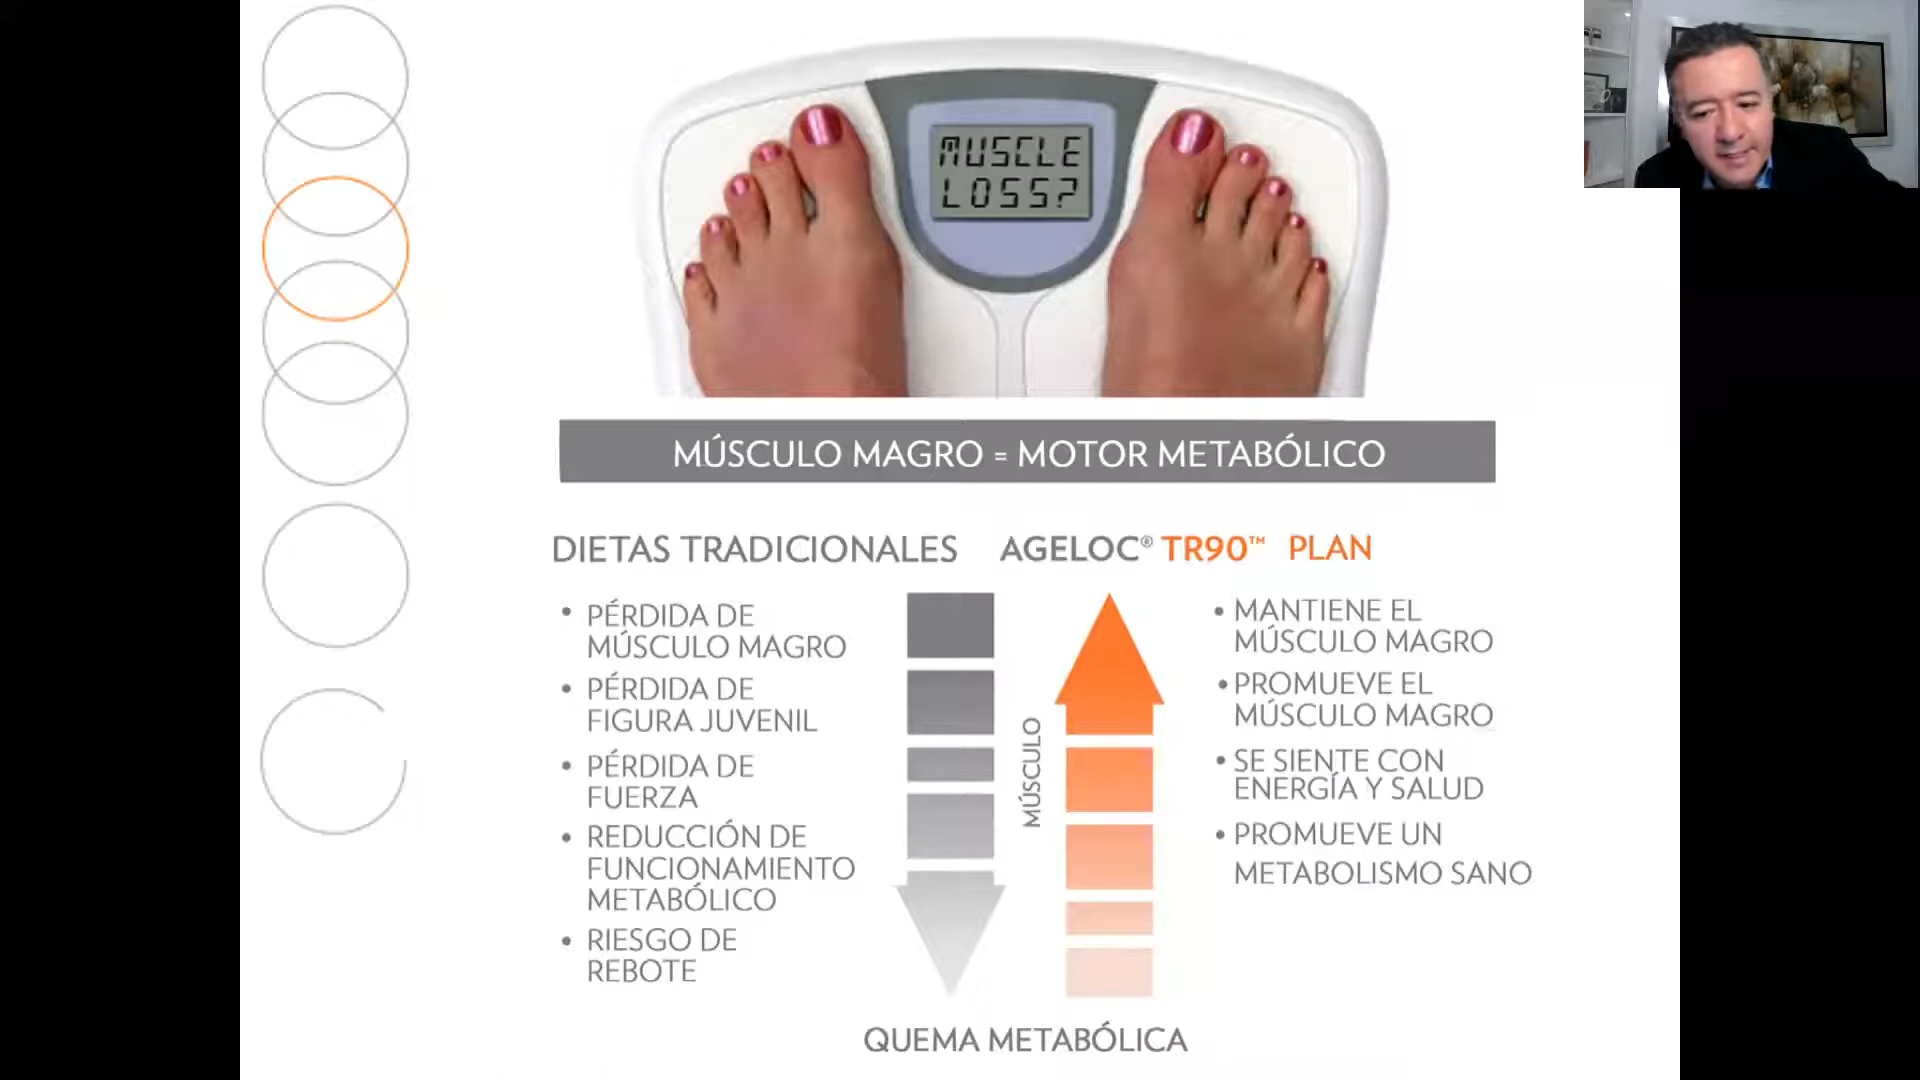 MUSCLE
LOSS?
MÚSCULO MAGRO = MOTOR METABÓLICO
DIETAS TRADICIONALES
• PÉRDIDA DE
MÚSCULO MAGRO
• PÉRDIDA DE
FIGURA JUVENIL
• PÉRDIDA DE
FUERZA
• REDUCCIÓN DE
FUNCIONAMIENTO
METABÓLICO
• RIESGO DE
REBOTE
MÚSCULO
AGELOC® TR90™ PLAN
• MANTIENE EL
MÚSCULO MAGRO
• PROMUEVE EL
MÚSCULO MAGRO
• SE SIENTE CON
ENERGÍA Y SALUD
• PROMUEVE UN
METABOLISMO SANO
QUEMA METABÓLICA